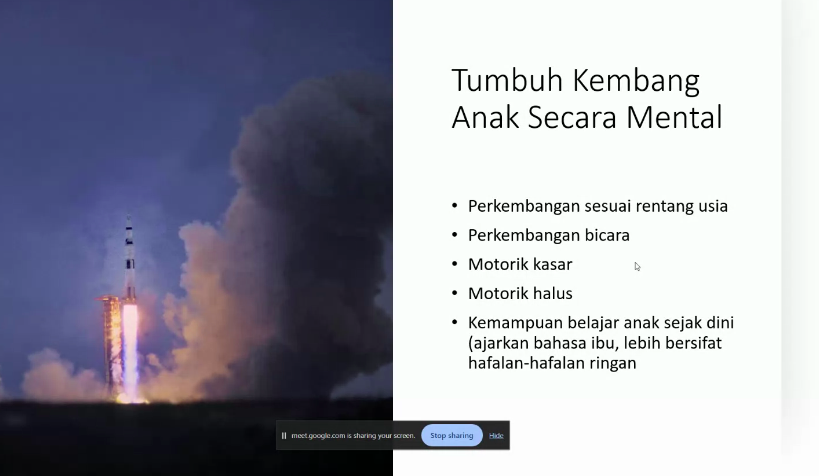 Tumbuh Kembang
Anak Secara Mental
• Perkembangan sesuai rentang usia
• Perkembangan bicara
• Motorik kasar
• Motorik halus
• Kemampuan belajar anak sejak dini
(ajarkan bahasa ibu, lebih bersifat
hafalan-hafalan ringan
meet.google.com is sharing your screen. Stop sharing Hide